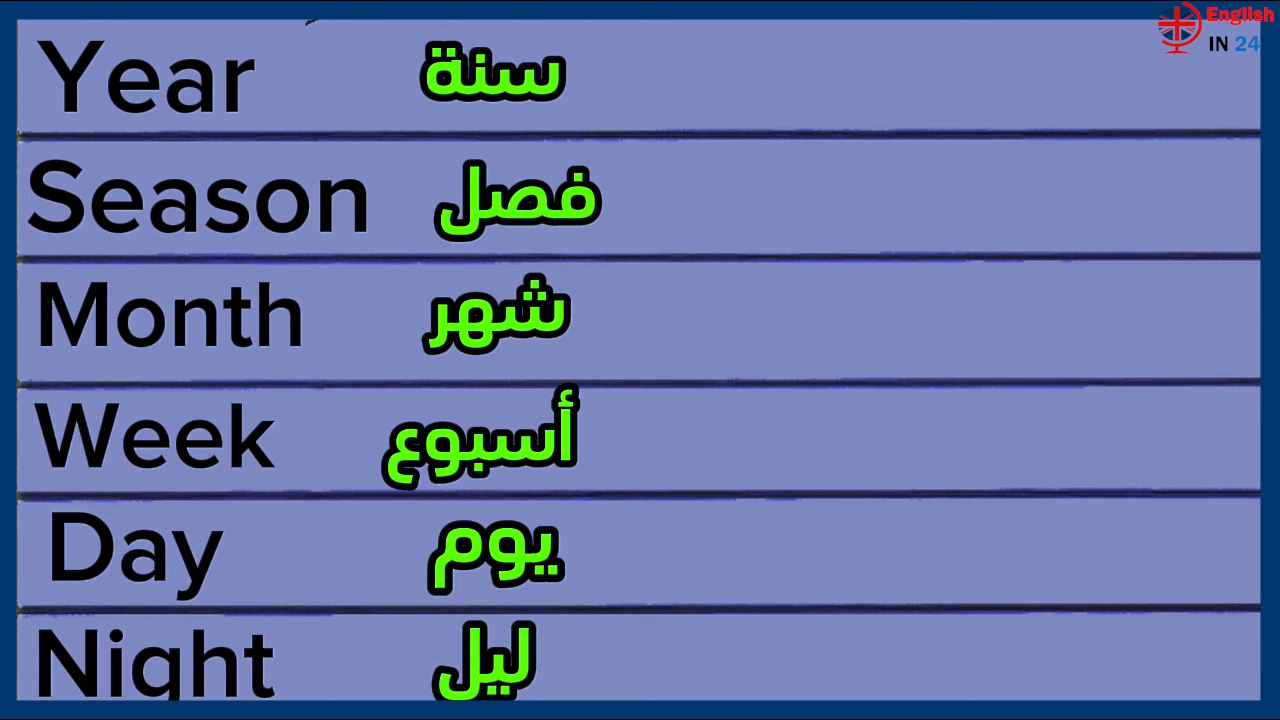 English
IN 24
Year سنة
Season فصل
Month شهر
Week أسبوع
Day يوم
Night ليل